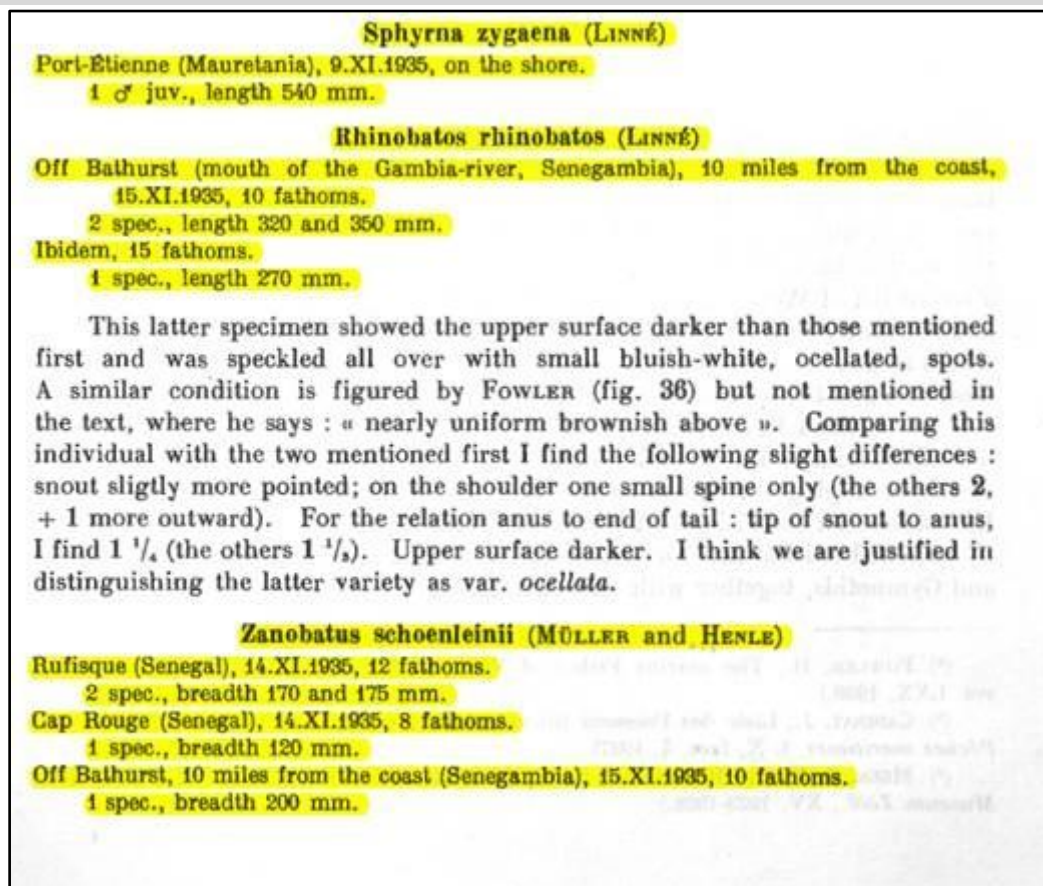 Sphyrna zygaena (LINNÉ)
Port-Étienne (Mauretania), 9.XI.1935, on the shore.
1 ♂ juv., length 540 mm.
Rhinobatos rhinobatos (LINNÉ)
Off Bathurst (mouth of the Gambia-river, Senegambia), 10 miles from the coast,
15.XI.1935, 10 fathoms.
2 spec., length 320 and 350 mm.
Ibidem, 15 fathoms.
1 spec., length 270 mm.
This latter specimen showed the upper surface darker than those mentioned
first and was speckled all over with small bluish-white, ocellated, spots.
A similar condition is figured by FOWLER (fig. 36) but not mentioned in
the text, where he says : « nearly uniform brownish above ». Comparing this
individual with the two mentioned first I find the following slight differences :
snout sligtly more pointed; on the shoulder one small spine only (the others 2,
+ 1 more outward). For the relation anus to end of tail : tip of snout to anus,
I find 1 1/4 (the others 1 ). Upper surface darker. I think we are justified in
distinguishing the latter variety as var. ocellata.
Zanobatus schoenleinii (MÜLLER and HENLE)
Rufisque (Senegal), 14.XI.1935, 12 fathoms.
2 spec., breadth 170 and 175 mm.
Cap Rouge (Senegal), 14.XI.1935, 8 fathoms.
1 spec., breadth 120 mm.
Off Bathurst, 10 miles from the coast (Senegambia), 15.XI.1935, 10 fathoms.
1 spec., breadth 200 mm.